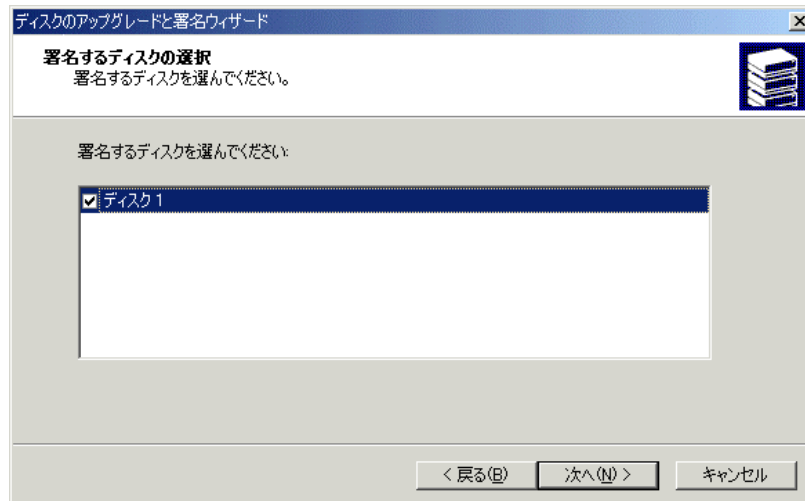 ディスクのアップグレードと署名ウィザード
署名するディスクの選択
署名するディスクを選んでください。
署名するディスクを選んでください:
ディスク 1
< 戻る(B)
次へ(N) >
キャンセル